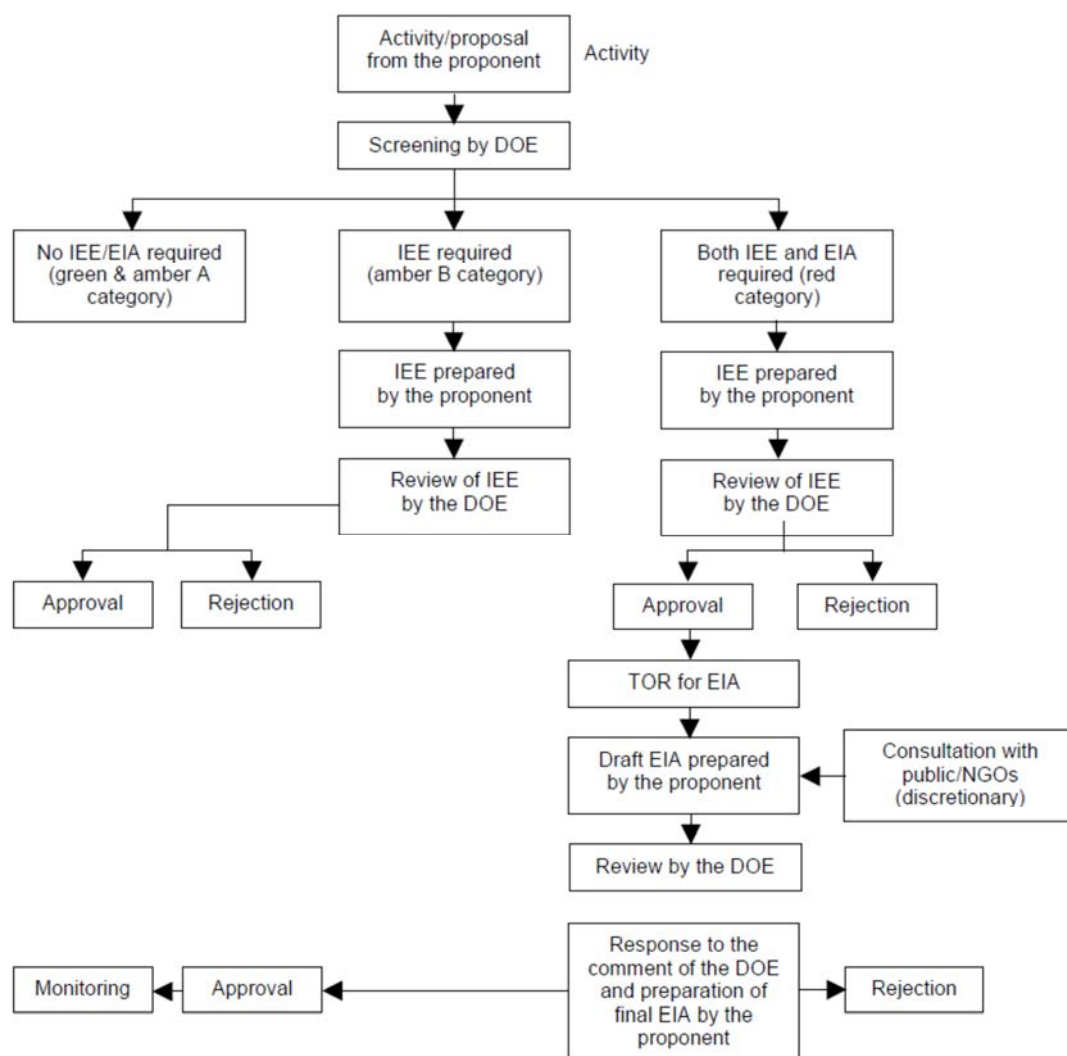 Activity/proposal
from the proponent
Activity
Screening by DOE
No IEE/EIA required
(green & amber A
category)
IEE required
(amber B category)
Both IEE and EIA
required (red
category)
IEE prepared
by the proponent
IEE prepared
by the proponent
Review of IEE
by the DOE
Review of IEE
by the DOE
Approval
Rejection
Approval
Rejection
TOR for EIA
Draft EIA prepared
by the proponent
Consultation with
public/NGOs
(discretionary)
Review by the DOE
Response to the
comment of the DOE
and preparation of
final EIA by the
proponent
Monitoring
Approval
Rejection